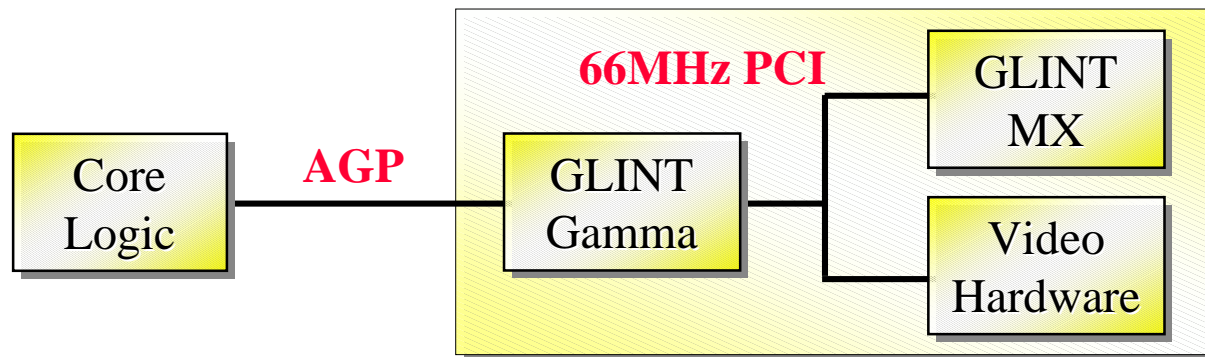 66MHz PCI
GLINT
MX
Core
Logic
AGP
GLINT
Gamma
Video
Hardware